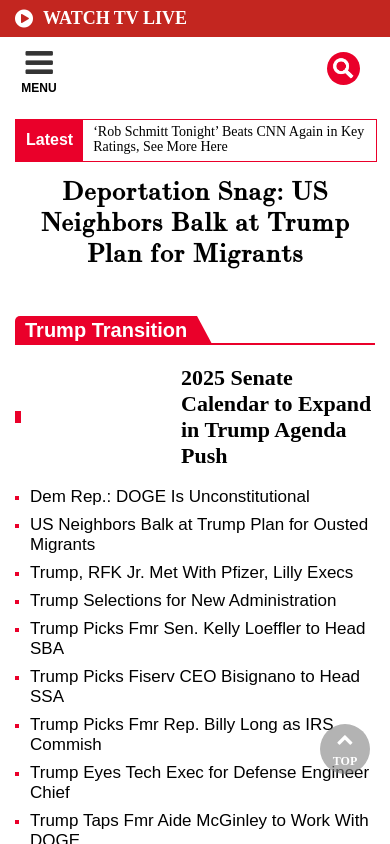 WATCH TV LIVE
MENU
Latest
‘Rob Schmitt Tonight’ Beats CNN Again in Key
Ratings, See More Here
Deportation Snag: US
Neighbors Balk at Trump
Plan for Migrants
Trump Transition
2025 Senate
Calendar to Expand
in Trump Agenda
Push
Dem Rep.: DOGE Is Unconstitutional
US Neighbors Balk at Trump Plan for Ousted
Migrants
Trump, RFK Jr. Met With Pfizer, Lilly Execs
Trump Selections for New Administration
Trump Picks Fmr Sen. Kelly Loeffler to Head
SBA
Trump Picks Fiserv CEO Bisignano to Head
SSA
Trump Picks Fmr Rep. Billy Long as IRS
Commish
Trump Eyes Tech Exec for Defense Engineer
Chief
TOP
Trump Taps Fmr Aide McGinley to Work With
DOGE